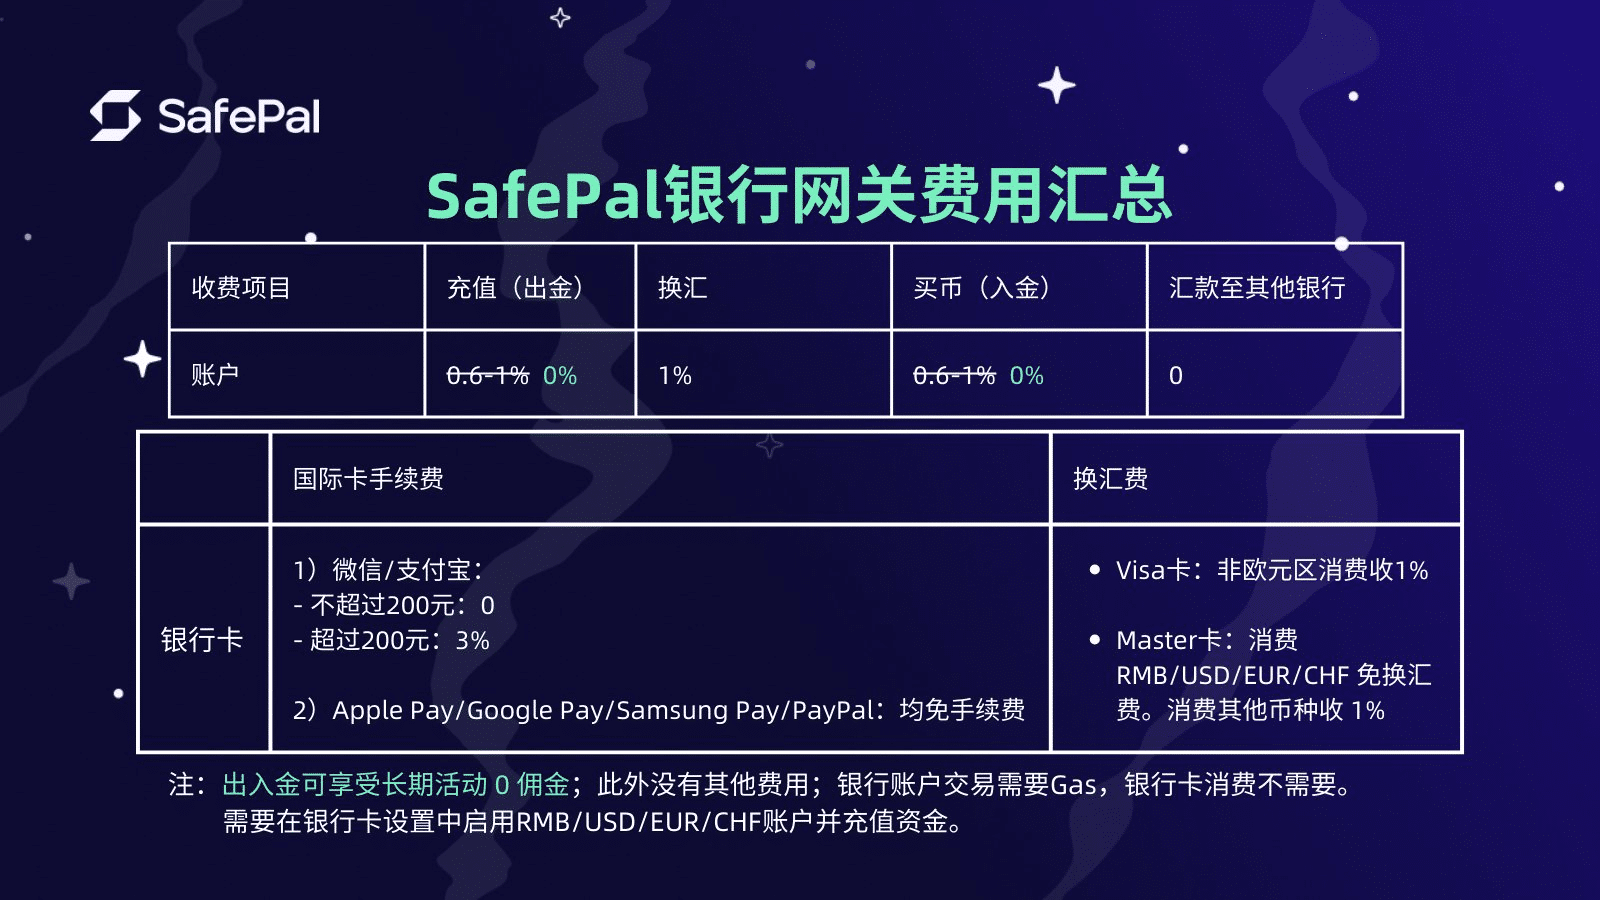 SafePal
SafePal银行网关费用汇总
收费项目
充值（出金）
换汇
买币（入金）
汇款至其他银行
账户
0.6-1% 0%
1%
0.6-1% 0%
0
国际卡手续费
换汇费
银行卡
1）微信/支付宝：
- 不超过200元：0
- 超过200元：3%
2）Apple Pay/Google Pay/Samsung Pay/PayPal：均免手续费
• Visa卡：非欧元区消费收1%
• Master卡：消费
RMB/USD/EUR/CHF 免换汇
费。消费其他币种收 1%
注：出入金可享受长期活动 0 佣金；此外没有其他费用；银行账户交易需要Gas，银行卡消费不需要。
需要在银行卡设置中启用RMB/USD/EUR/CHF账户并充值资金。